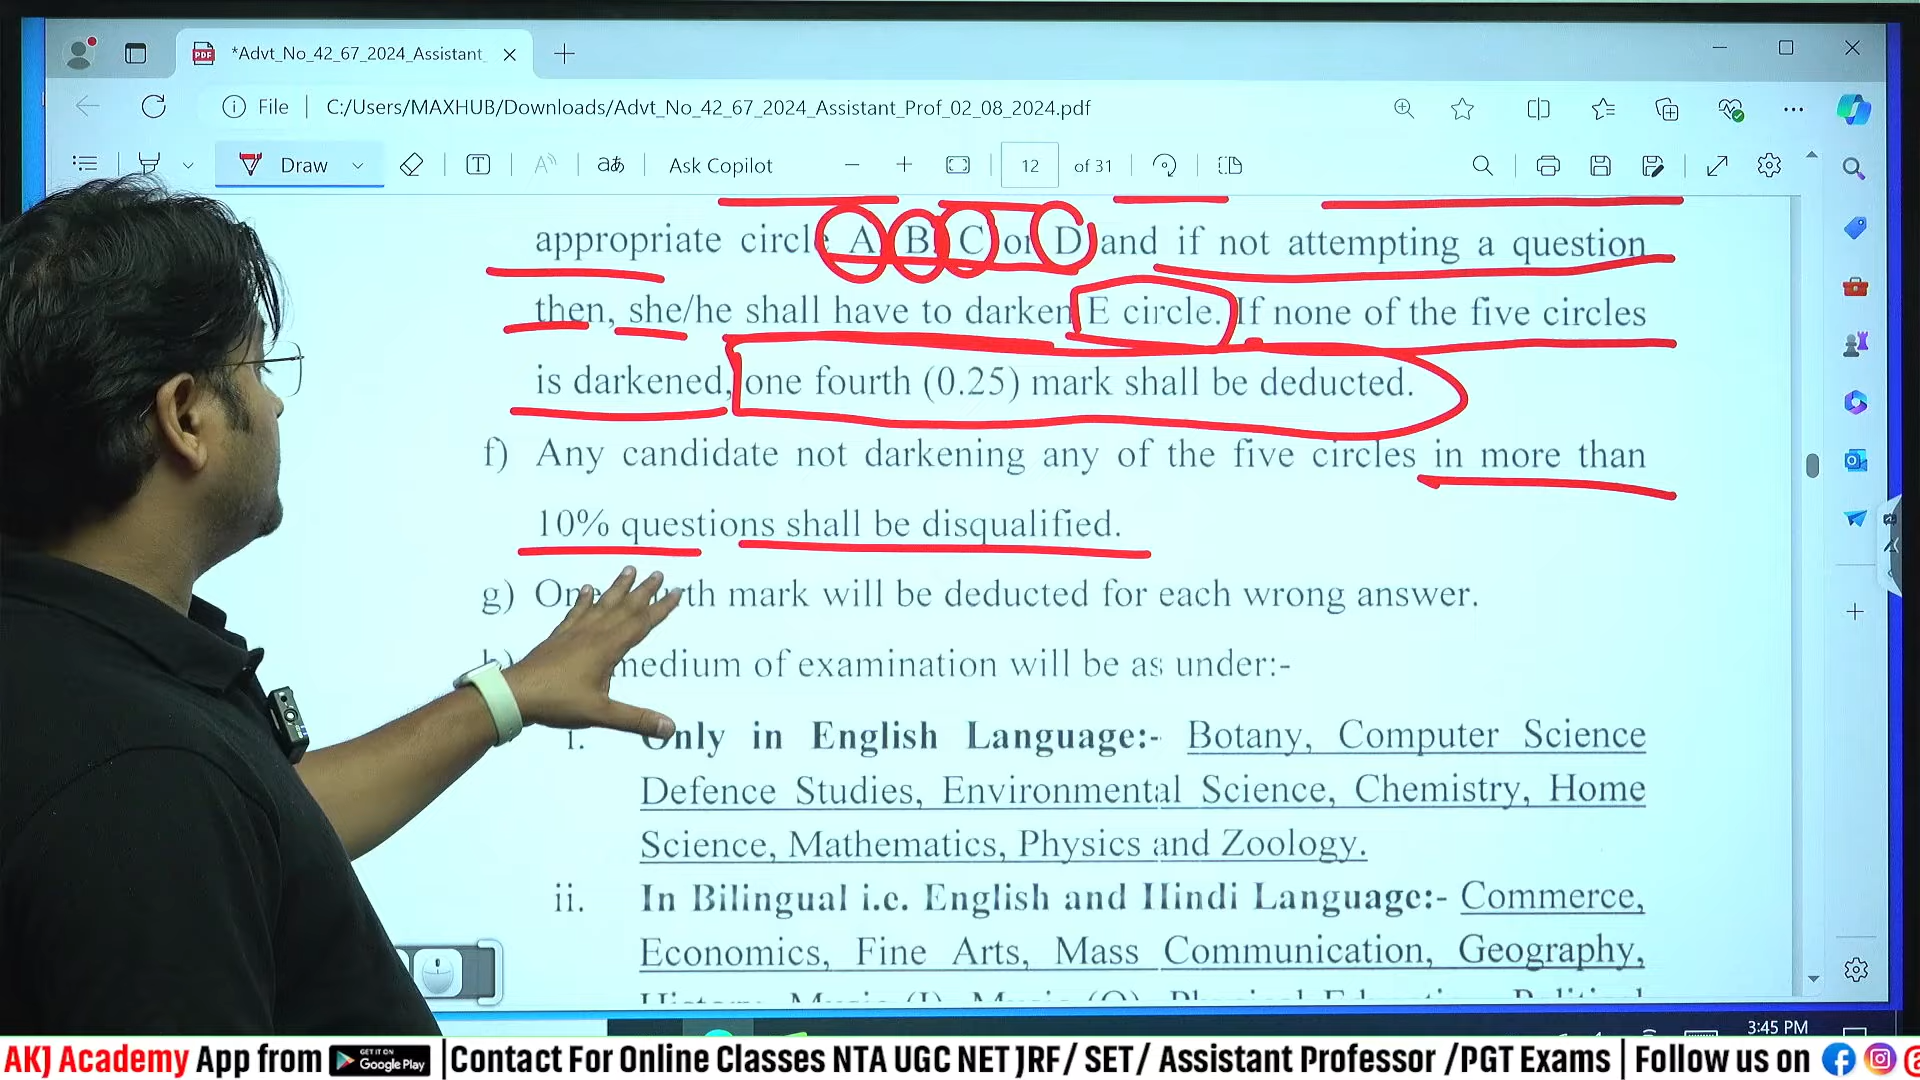 *Advt_No_42_67_2024_Assistant_
File C:/Users/MAXHUB/Downloads/Advt_No_42_67_2024_Assistant_Prof_02_08_2024.pdf
Draw aあ Ask Copilot 12 of 31
appropriate circle A B C or D and if not attempting a question
then, she/he shall have to darken E circle. If none of the five circles
is darkened, one fourth (0.25) mark shall be deducted.
f) Any candidate not darkening any of the five circles in more than
10% questions shall be disqualified.
g) One mark will be deducted for each wrong answer.
medium of examination will be as under:-
i. Only in English Language:- Botany, Computer Science
Defence Studies, Environmental Science, Chemistry, Home
Science, Mathematics, Physics and Zoology.
ii. In Bilingual i.e. English and Hindi Language:- Commerce,
Economics, Fine Arts, Mass Communication, Geography,
3:45 PM
AKJ Academy App from GET IT ON Google Play |Contact For Online Classes NTA UGC NET JRF/ SET/ Assistant Professor /PGT Exams | Follow us on